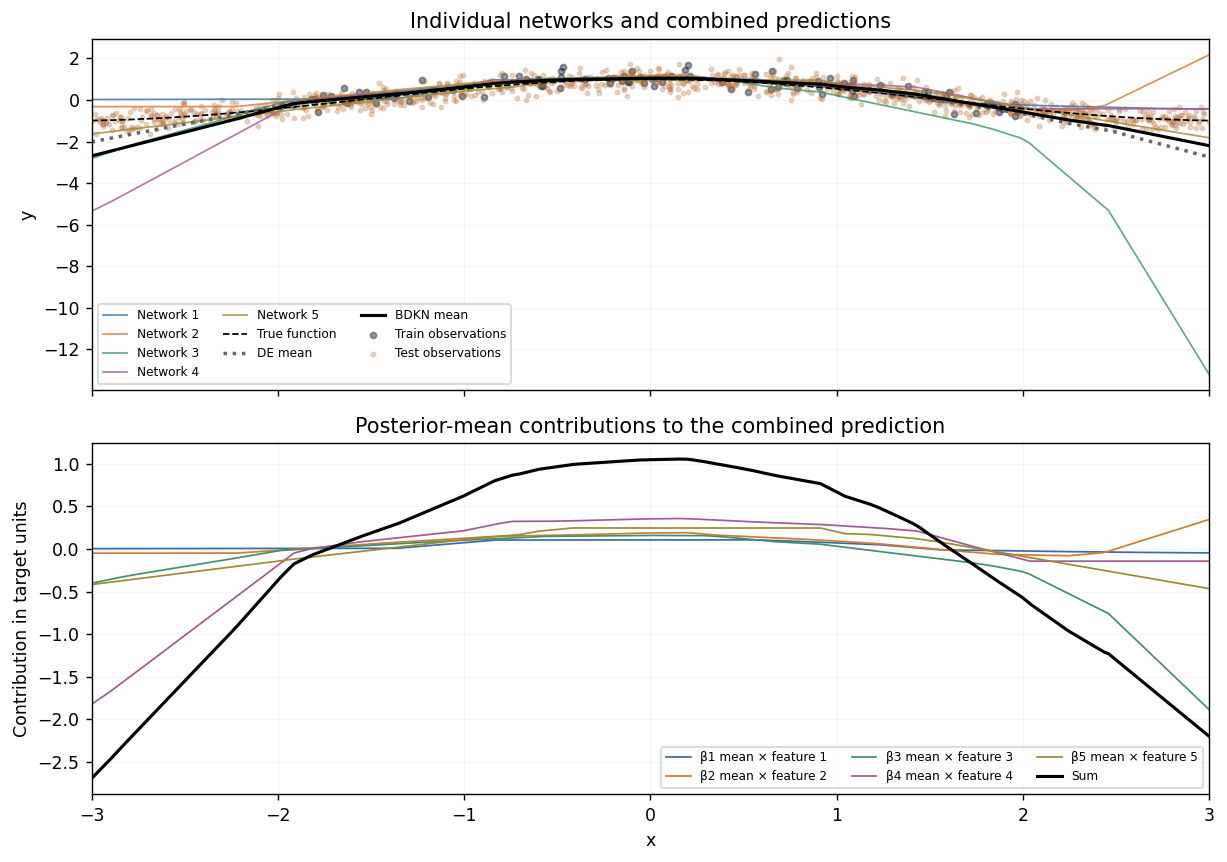 Individual networks and combined predictions
2
0
−2
−4
−6
−8
−10
−12
y
Network 1
Network 2
Network 3
Network 4
Network 5
True function
DE mean
BDKN mean
Train observations
Test observations
Posterior-mean contributions to the combined prediction
1.0
0.5
0.0
−0.5
−1.0
−1.5
−2.0
−2.5
Contribution in target units
β1 mean × feature 1
β2 mean × feature 2
β3 mean × feature 3
β4 mean × feature 4
β5 mean × feature 5
Sum
−3 −2 −1 0 1 2 3
x